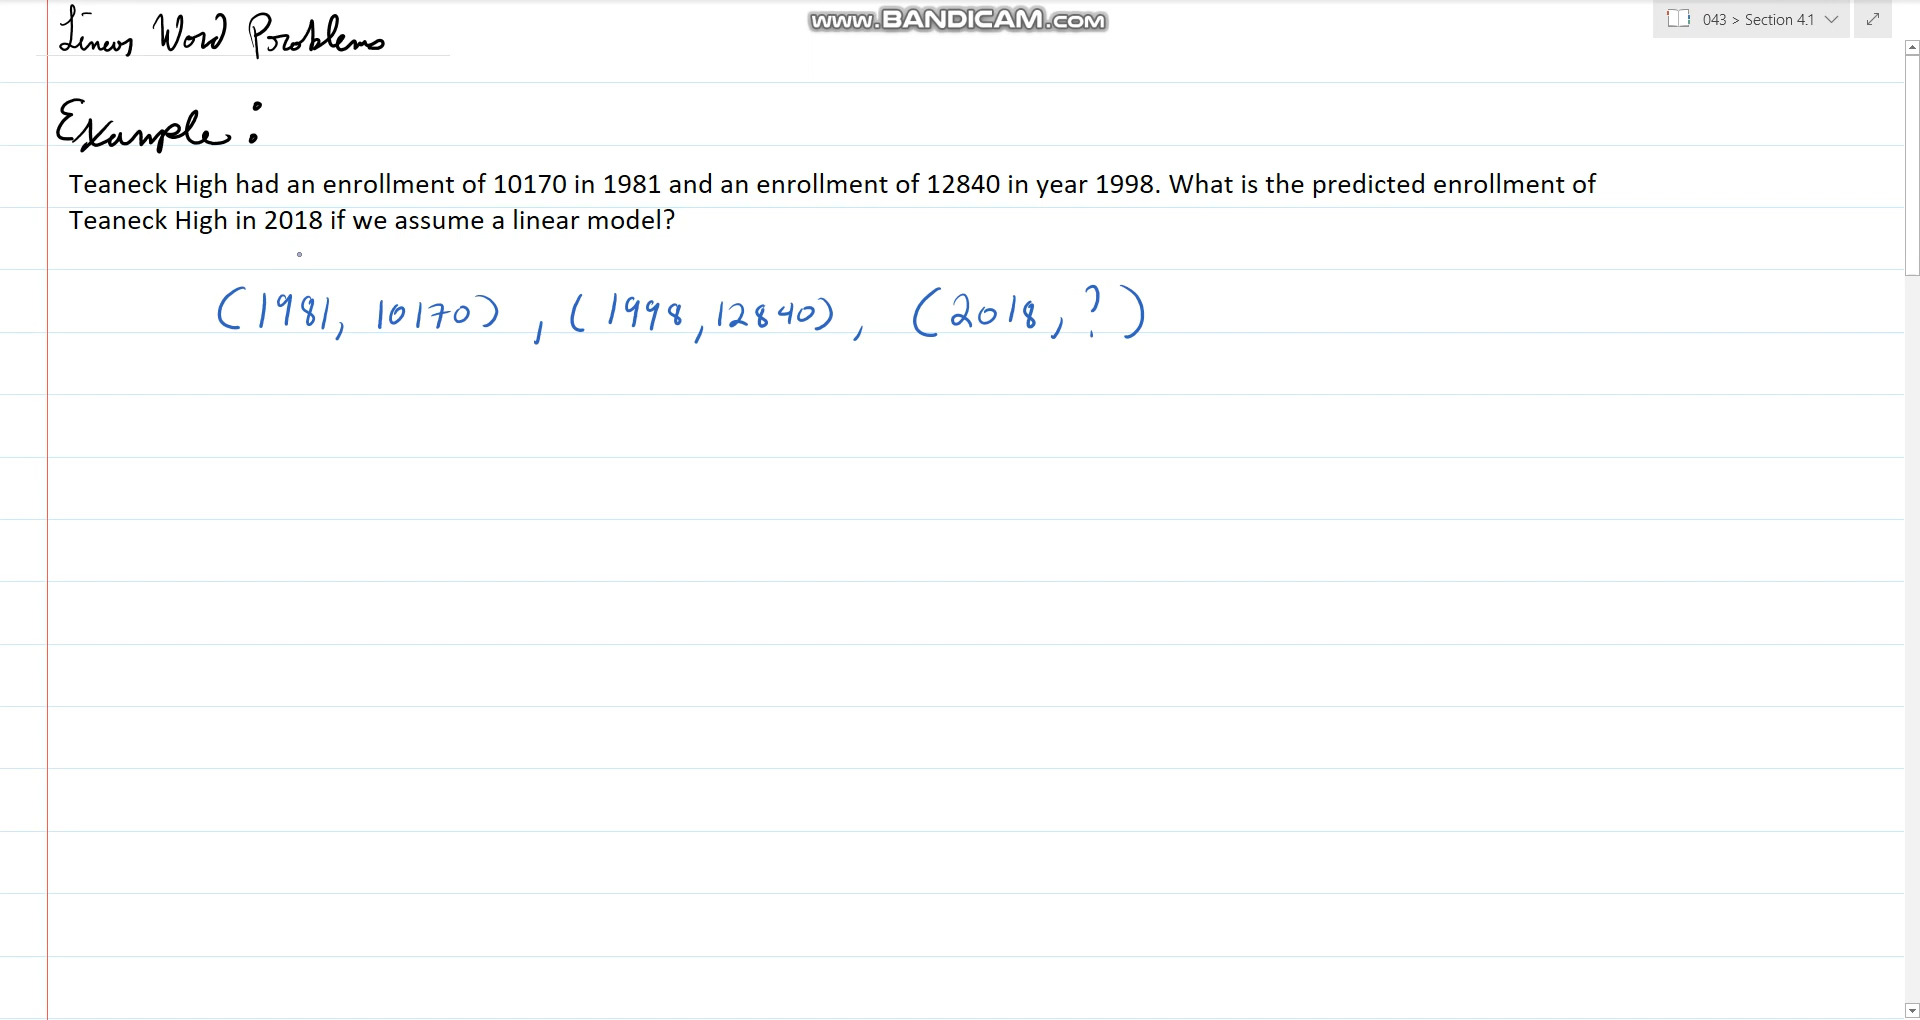 www.BANDICAM.com
043 > Section 4.1
Linear Word Problems
Example:
Teaneck High had an enrollment of 10170 in 1981 and an enrollment of 12840 in year 1998. What is the predicted enrollment of
Teaneck High in 2018 if we assume a linear model?
(1981, 10170) , (1998, 12840), (2018, ?)